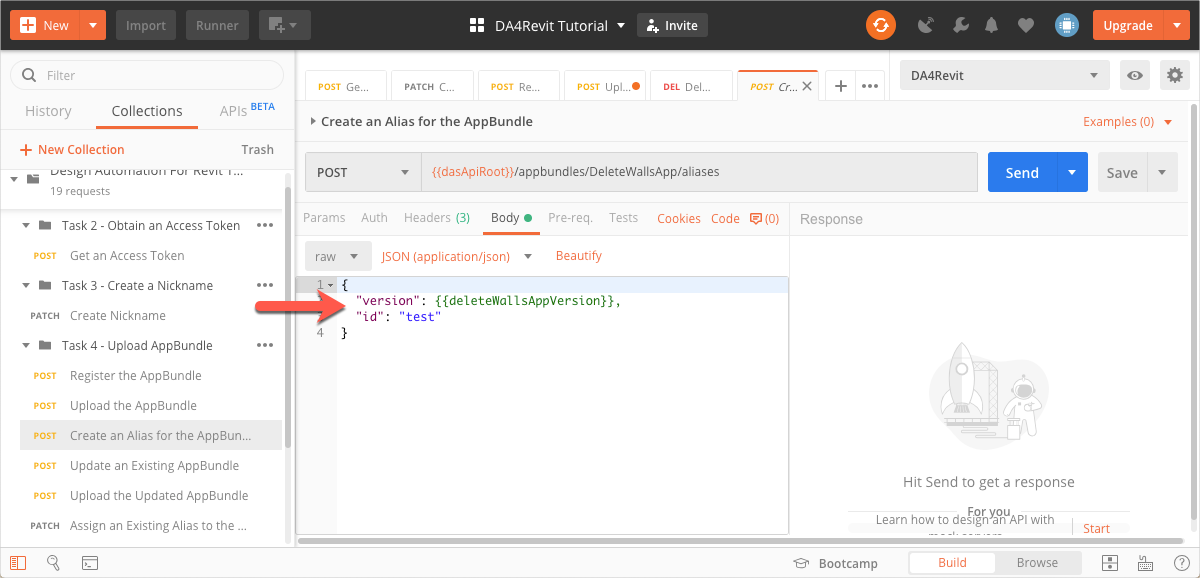 New
Import
Runner
DA4Revit Tutorial
Invite
Upgrade
Filter
History
Collections
APIs BETA
New Collection
Trash
Design Automation For Revit T...
19 requests
Task 2 - Obtain an Access Token
POST Get an Access Token
Task 3 - Create a Nickname
PATCH Create Nickname
Task 4 - Upload AppBundle
POST Register the AppBundle
POST Upload the AppBundle
POST Create an Alias for the AppBun...
POST Update an Existing AppBundle
POST Upload the Updated AppBundle
PATCH Assign an Existing Alias to the ...
POST Ge...
PATCH C...
POST Re...
POST Upl...
DEL Del...
POST Cr...
DA4Revit
Create an Alias for the AppBundle
Examples (0)
POST
{{dasApiRoot}}/appbundles/DeleteWallsApp/aliases
Send
Save
Params
Auth
Headers (3)
Body
Pre-req.
Tests
Cookies
Code
(0)
Response
raw
JSON (application/json)
Beautify
1 {
"version": {{deleteWallsAppVersion}},
"id": "test"
4 }
Hit Send to get a response
For you
Learn how to design an API with
mock servers
Start
Bootcamp
Build
Browse